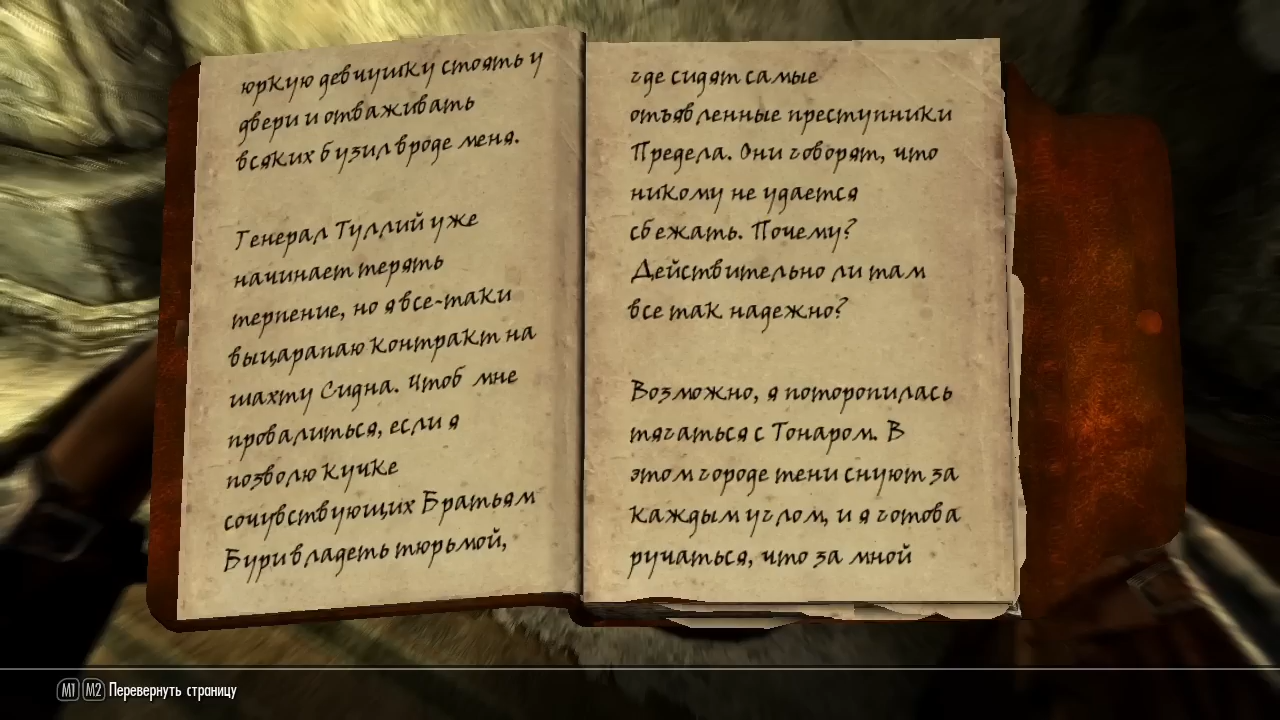 юркую девчушку стоять у
двери и отваживать
всяких бузил вроде меня.
Генерал Туллий уже
начинает терять
терпение, но я все-таки
выцарапаю контракт на
шахту Сидна. Чтоб мне
провалиться, если я
позволю кучке
сочувствующих Братьям
Бури владеть тюрьмой,
где сидят самые
отъявленные преступники
Предела. Они говорят, что
никому не удается
сбежать. Почему?
Действительно ли там
все так надежно?
Возможно, я поторопилась
тягаться с Тонаром. В
этом городе тени снуют за
каждым углом, и я готова
ручаться, что за мной
M1 M2 Перевернуть страницу